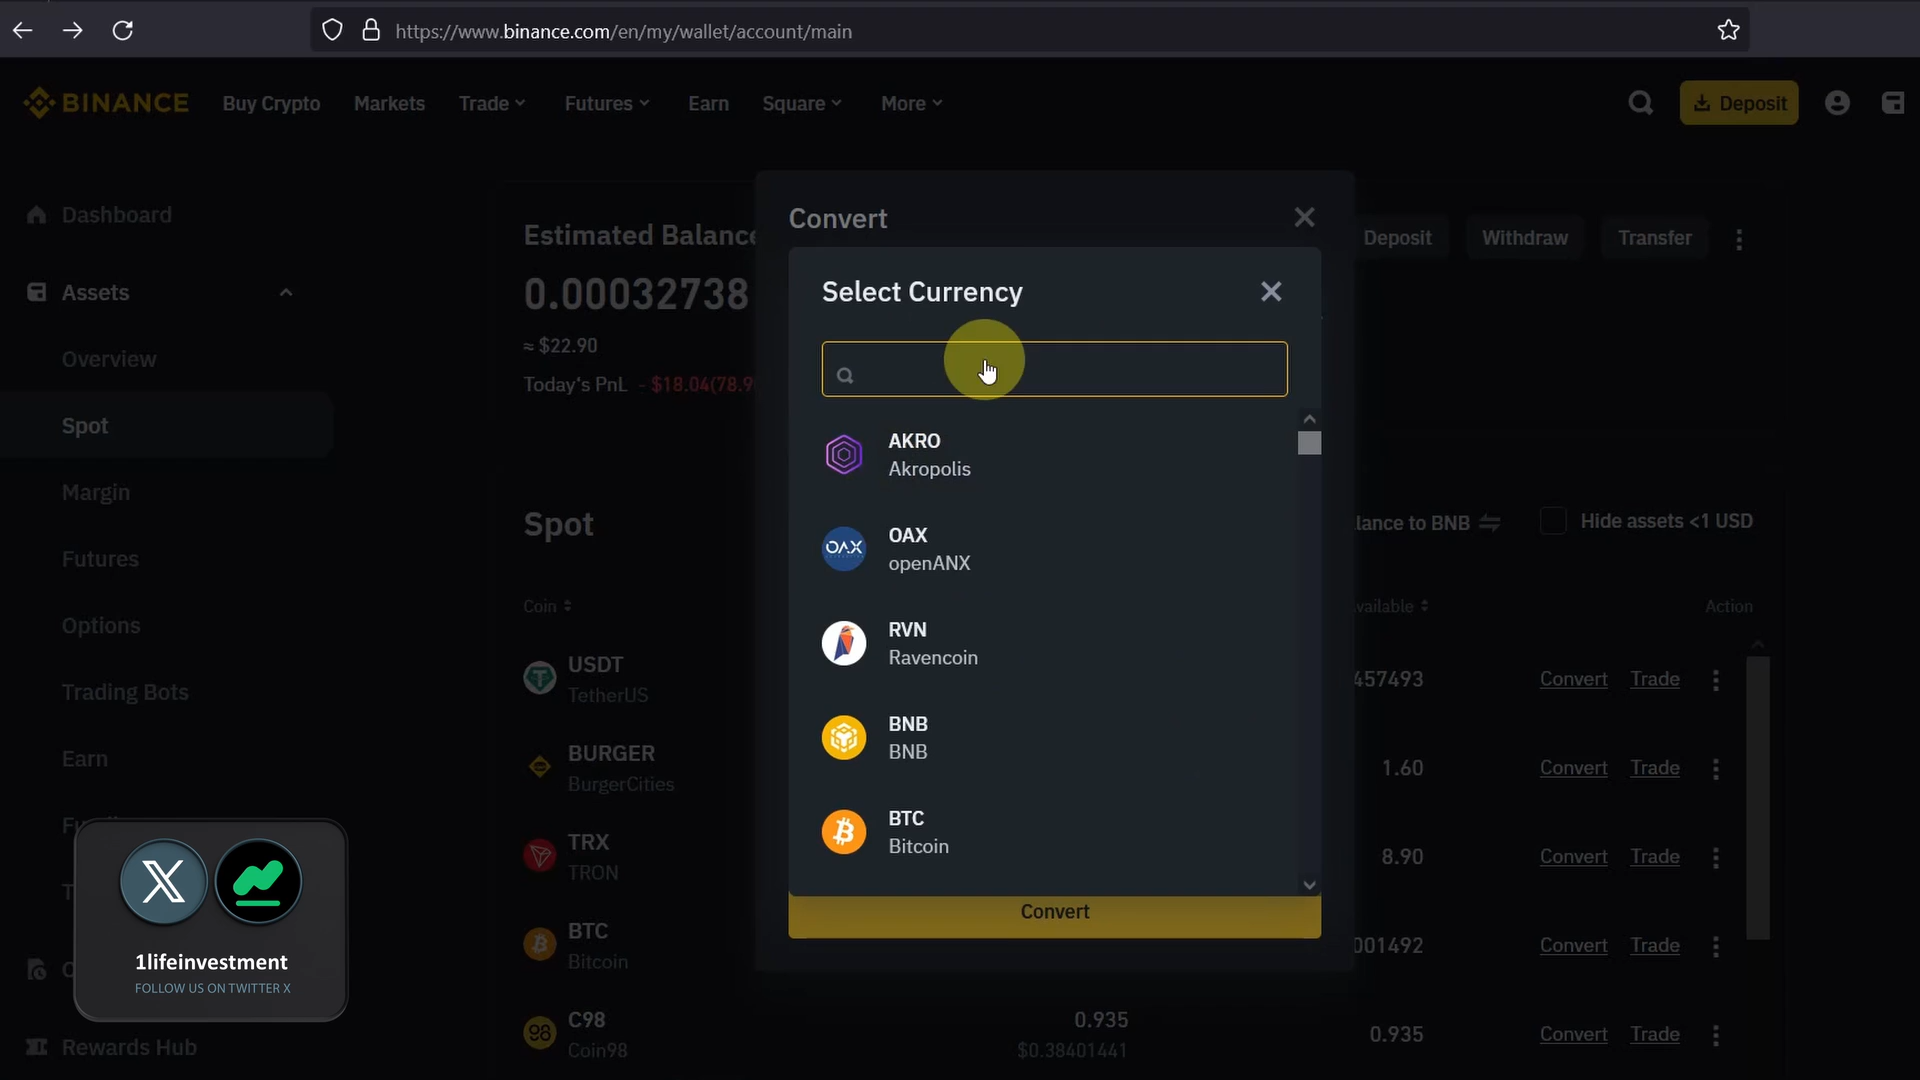 https://www.binance.com/en/my/wallet/account/main
BINANCE
Buy Crypto
Markets
Trade
Futures
Earn
Square
More
Deposit
Dashboard
Assets
Overview
Spot
Margin
Futures
Options
Trading Bots
Earn
Rewards Hub
Estimated Balance
0.00032738
≈ $22.90
Today's PnL - $18.04(78.9
Deposit
Withdraw
Transfer
Convert
Select Currency
AKRO
Akropolis
OAX
openANX
RVN
Ravencoin
BNB
BNB
BTC
Bitcoin
Convert
Spot
to BNB
Hide assets <1 USD
Coin
Action
USDT
TetherUS
457493
Convert
Trade
BURGER
BurgerCities
1.60
Convert
Trade
TRX
TRON
8.90
Convert
Trade
BTC
Bitcoin
001492
Convert
Trade
C98
Coin98
0.935
$0.38401441
0.935
Convert
Trade
1lifeinvestment
FOLLOW US ON TWITTER X